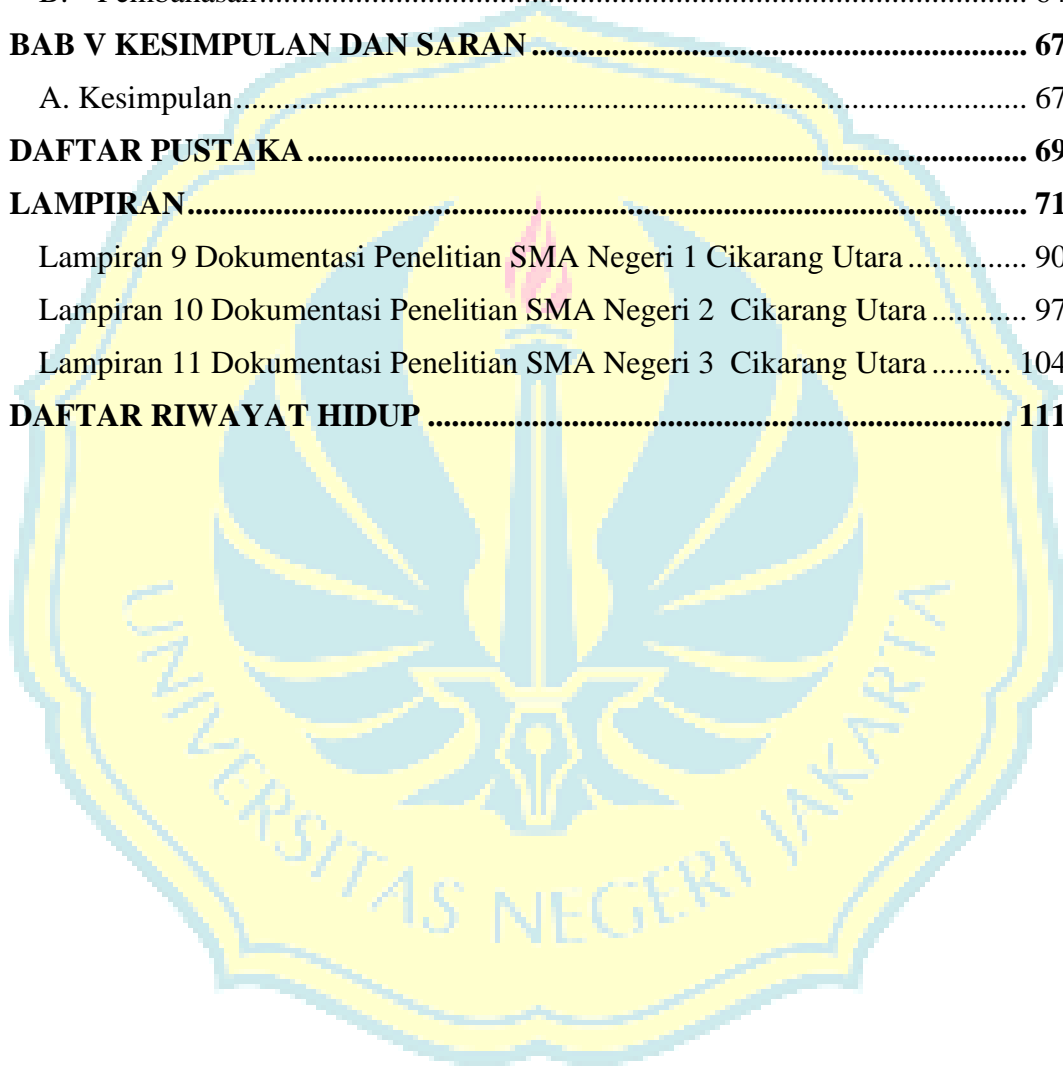 BAB V KESIMPULAN DAN SARAN ............................................................... 67
A. Kesimpulan..................................................................................................... 67
DAFTAR PUSTAKA ........................................................................................... 69
LAMPIRAN........................................................................................................... 71
Lampiran 9 Dokumentasi Penelitian SMA Negeri 1 Cikarang Utara ............... 90
Lampiran 10 Dokumentasi Penelitian SMA Negeri 2  Cikarang Utara ............ 97
Lampiran 11 Dokumentasi Penelitian SMA Negeri 3  Cikarang Utara .......... 104
DAFTAR RIWAYAT HIDUP .......................................................................... 111
UNIVERSITAS NEGERI JAKARTA